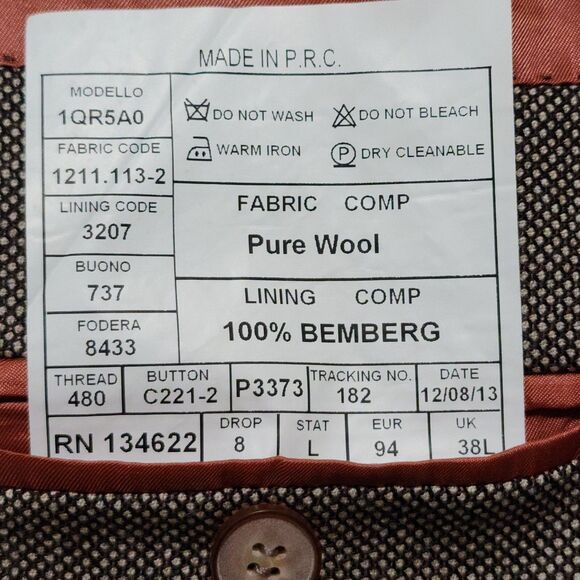 MADE IN P.R.C.
MODELLO
1QR5A0
DO NOT WASH
DO NOT BLEACH
WARM IRON
P
DRY CLEANABLE
FABRIC CODE
1211.113-2
LINING CODE
3207
FABRIC COMP
Pure Wool
BUONO
737
LINING COMP
100% BEMBERG
FODERA
8433
THREAD
480
BUTTON
C221-2
P3373
TRACKING NO.
182
DATE
12/08/13
RN 134622
DROP
8
STAT
L
EUR
94
UK
38L